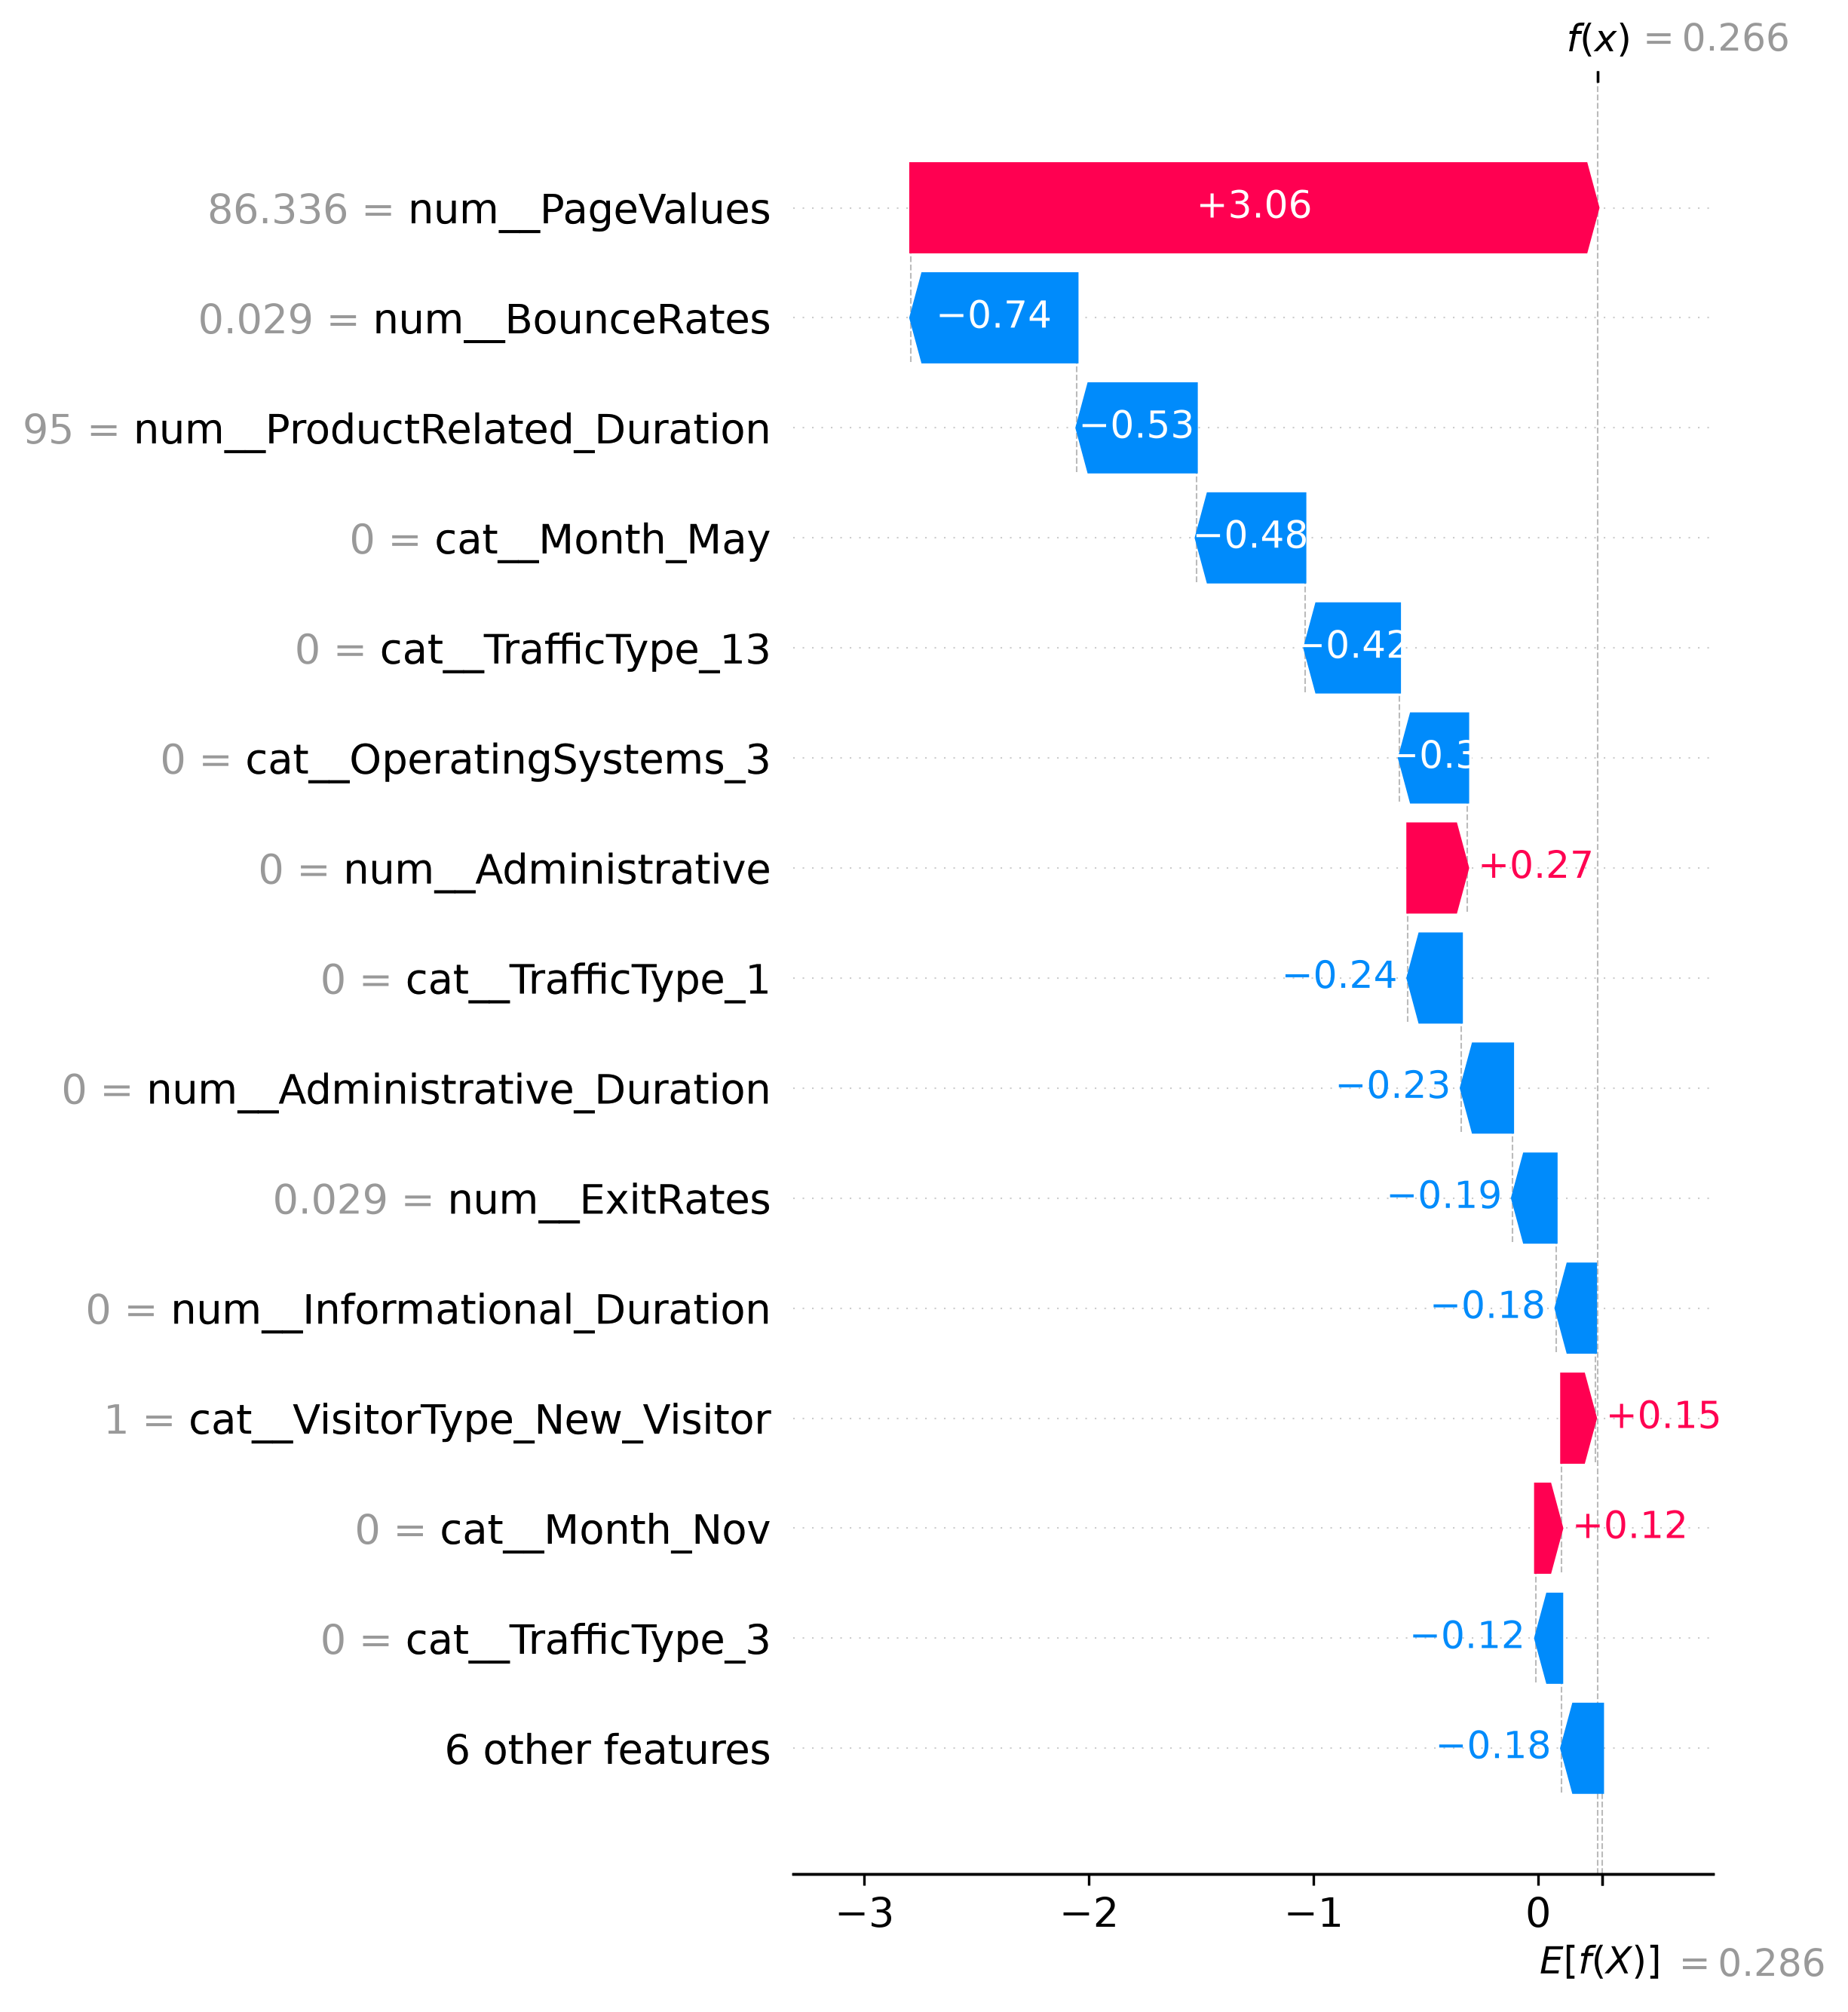 f(x) = 0.266
86.336 = num__PageValues +3.06
0.029 = num__BounceRates −0.74
95 = num__ProductRelated_Duration −0.53
0 = cat__Month_May −0.48
0 = cat__TrafficType_13 −0.42
0 = cat__OperatingSystems_3 −0.3
0 = num__Administrative +0.27
0 = cat__TrafficType_1 −0.24
0 = num__Administrative_Duration −0.23
0.029 = num__ExitRates −0.19
0 = num__Informational_Duration −0.18
1 = cat__VisitorType_New_Visitor +0.15
0 = cat__Month_Nov +0.12
0 = cat__TrafficType_3 −0.12
6 other features −0.18
−3 −2 −1 0
E[f(X)] = 0.286